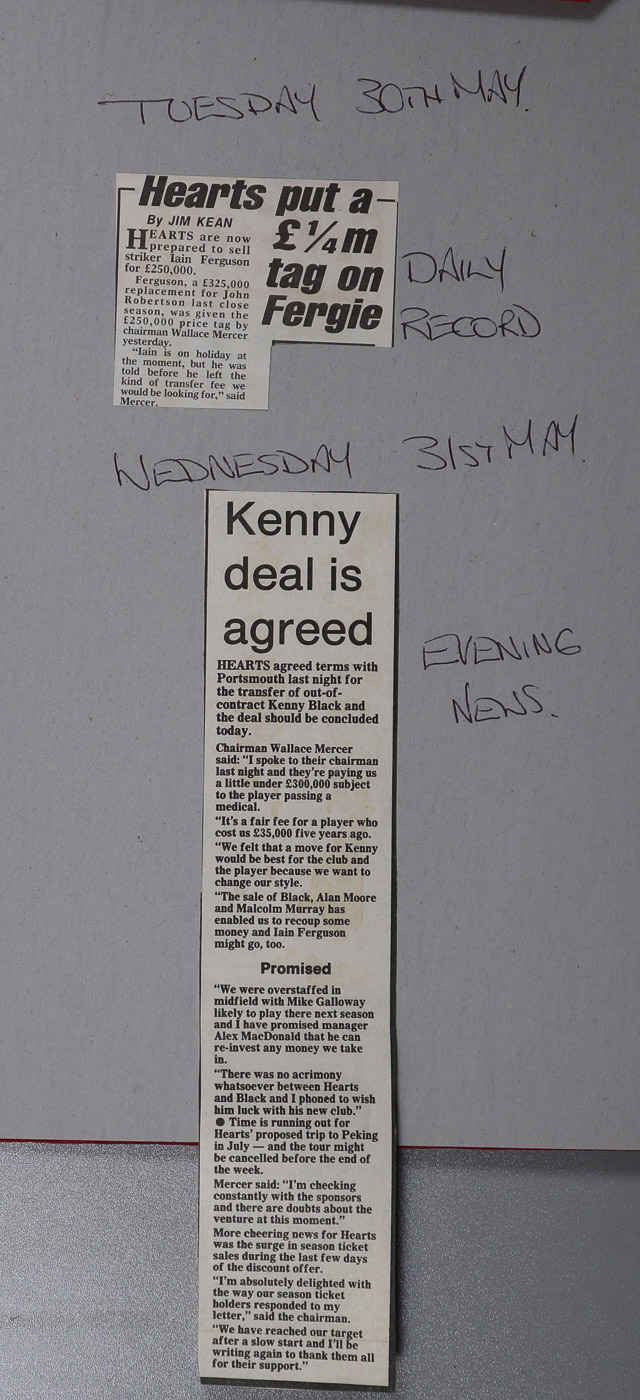 TUESDAY 30TH MAY.
Hearts put a
£¼m
tag on
Fergie
By JIM KEAN
HEARTS are now
prepared to sell
striker Iain Ferguson
for £250,000.
Ferguson, a £325,000
replacement for John
Robertson last close
season, was given the
£250,000 price tag by
chairman Wallace Mercer
yesterday.
“Iain is on holiday at
the moment, but he was
told before he left the
kind of transfer fee we
would be looking for,” said
Mercer.
DAILY
RECORD
WEDNESDAY 31ST MAY.
Kenny
deal is
agreed
HEARTS agreed terms with
Portsmouth last night for
the transfer of out-of-
contract Kenny Black and
the deal should be concluded
today.
Chairman Wallace Mercer
said: “I spoke to their chairman
last night and they’re paying us
a little under £300,000 subject
to the player passing a
medical.
“It’s a fair fee for a player who
cost us £35,000 five years ago.
“We felt that a move for Kenny
would be best for the club and
the player because we want to
change our style.
“The sale of Black, Alan Moore
and Malcolm Murray has
enabled us to recoup some
money and Iain Ferguson
might go, too.
Promised
“We were overstaffed in
midfield with Mike Galloway
likely to play there next season
and I have promised manager
Alex MacDonald that he can
re-invest any money we take
in.
“There was no acrimony
whatsoever between Hearts
and Black and I phoned to wish
him luck with his new club.”
● Time is running out for
Hearts’ proposed trip to Peking
in July — and the tour might
be cancelled before the end of
the week.
Mercer said: “I’m checking
constantly with the sponsors
and there are doubts about the
venture at this moment.”
More cheering news for Hearts
was the surge in season ticket
sales during the last few days
of the discount offer.
“I’m absolutely delighted with
the way our season ticket
holders responded to my
letter,” said the chairman.
“We have reached our target
after a slow start and I’ll be
writing again to thank them all
for their support.”
EVENING
NEWS.